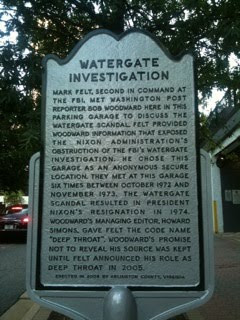 WATERGATE
INVESTIGATION
MARK FELT, SECOND IN COMMAND AT
THE FBI, MET WASHINGTON POST
REPORTER BOB WOODWARD HERE IN THIS
PARKING GARAGE TO DISCUSS THE
WATERGATE SCANDAL. FELT PROVIDED
WOODWARD INFORMATION THAT EXPOSED
THE NIXON ADMINISTRATION'S
OBSTRUCTION OF THE FBI'S WATERGATE
INVESTIGATION. HE CHOSE THIS
GARAGE AS AN ANONYMOUS SECURE
LOCATION. THEY MET AT THIS GARAGE
SIX TIMES BETWEEN OCTOBER 1972 AND
NOVEMBER 1973. THE WATERGATE
SCANDAL RESULTED IN PRESIDENT
NIXON'S RESIGNATION IN 1974.
WOODWARD'S MANAGING EDITOR, HOWARD
SIMONS, GAVE FELT THE CODE NAME
"DEEP THROAT". WOODWARD'S PROMISE
NOT TO REVEAL HIS SOURCE WAS KEPT
UNTIL FELT ANNOUNCED HIS ROLE AS
DEEP THROAT IN 2005.
ERECTED IN 2008 BY ARLINGTON COUNTY, VIRGINIA